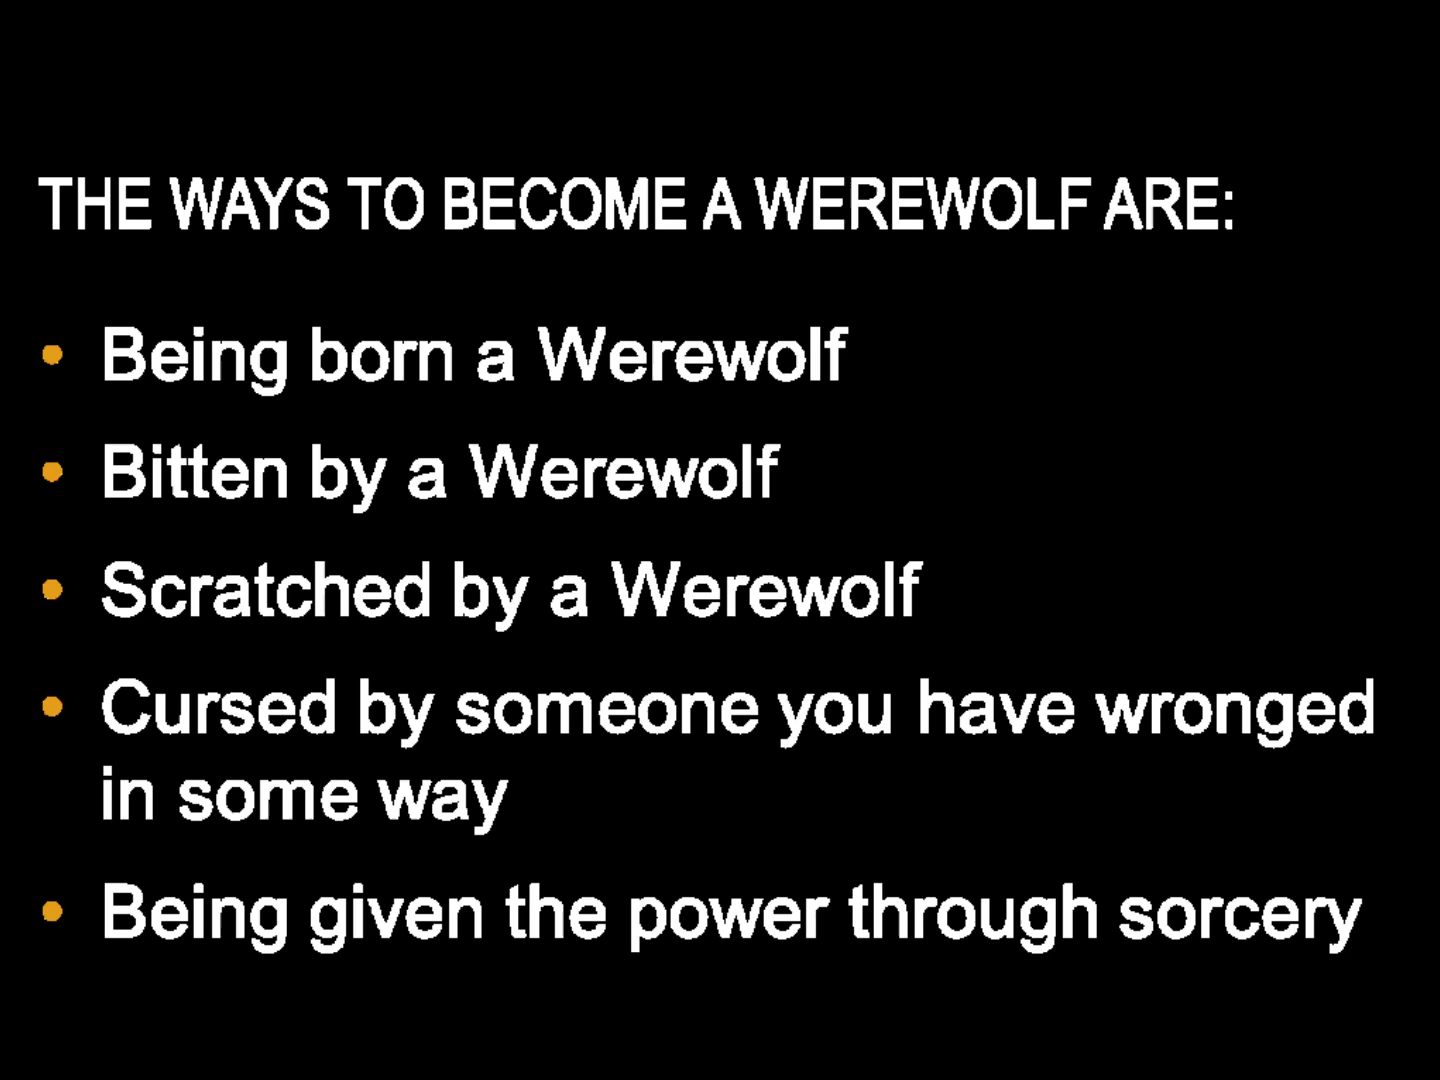 THE WAYS TO BECOME A WEREWOLF ARE:
• Being born a Werewolf
• Bitten by a Werewolf
• Scratched by a Werewolf
• Cursed by someone you have wronged
in some way
• Being given the power through sorcery